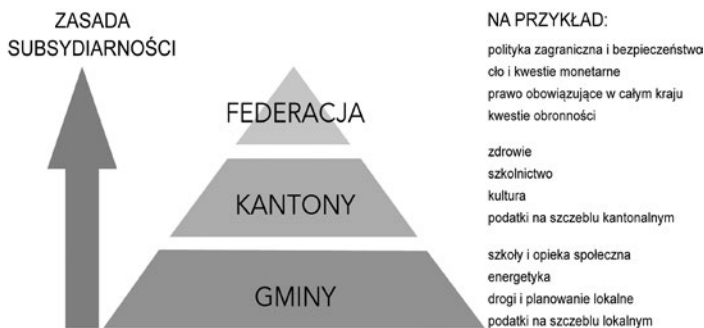 ZASADA
SUBSYDIARNOŚCI
FEDERACJA
KANTONY
GMINY
NA PRZYKŁAD:
polityka zagraniczna i bezpieczeństwo
cło i kwestie monetarne
prawo obowiązujące w całym kraju
kwestie obronności
zdrowie
szkolnictwo
kultura
podatki na szczeblu kantonalnym
szkoły i opieka społeczna
energetyka
drogi i planowanie lokalne
podatki na szczeblu lokalnym